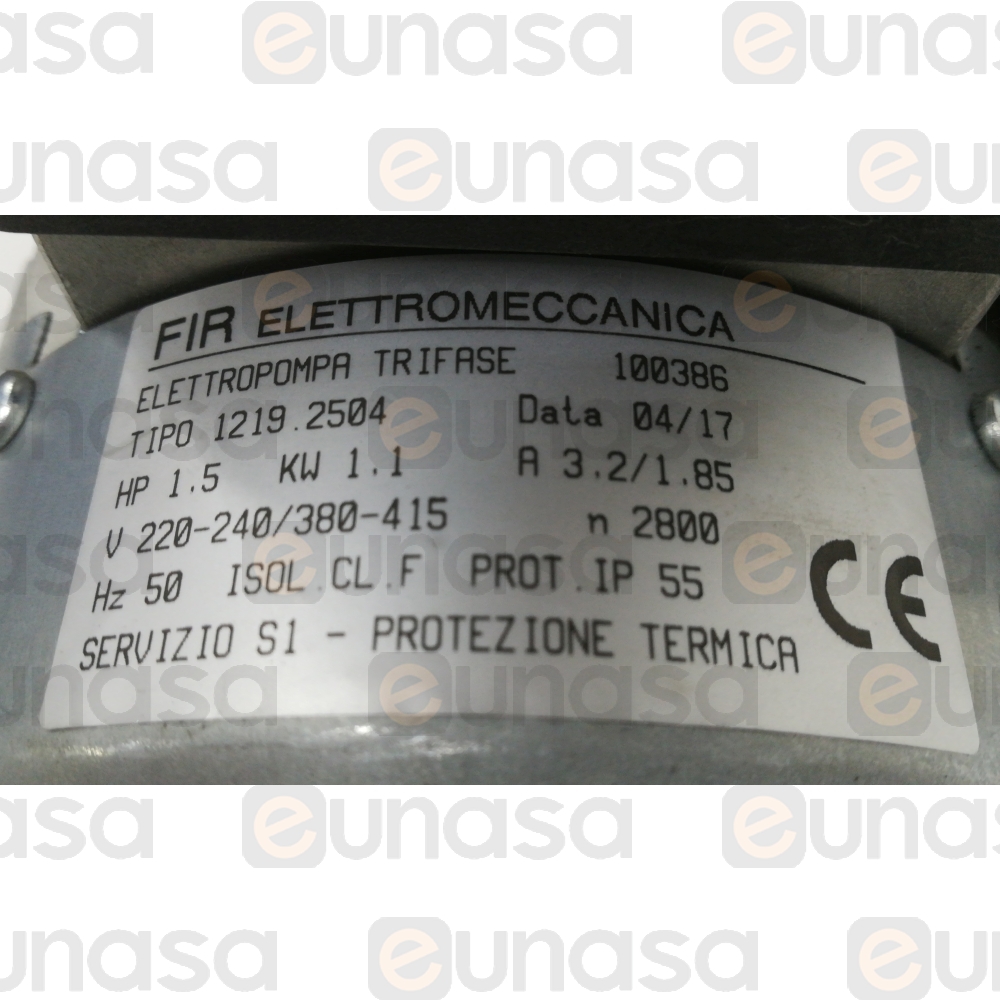 FIR ELETTROMECCANICA
ELETTROPOMPA TRIFASE 100386
TIPO 1219.2504 Data 04/17
HP 1.5 KW 1.1 A 3.2/1.85
V 220-240/380-415 n 2800
Hz 50 ISOL.CL.F PROT.IP 55
SERVIZIO S1 - PROTEZIONE TERMICA
CE
eunasa